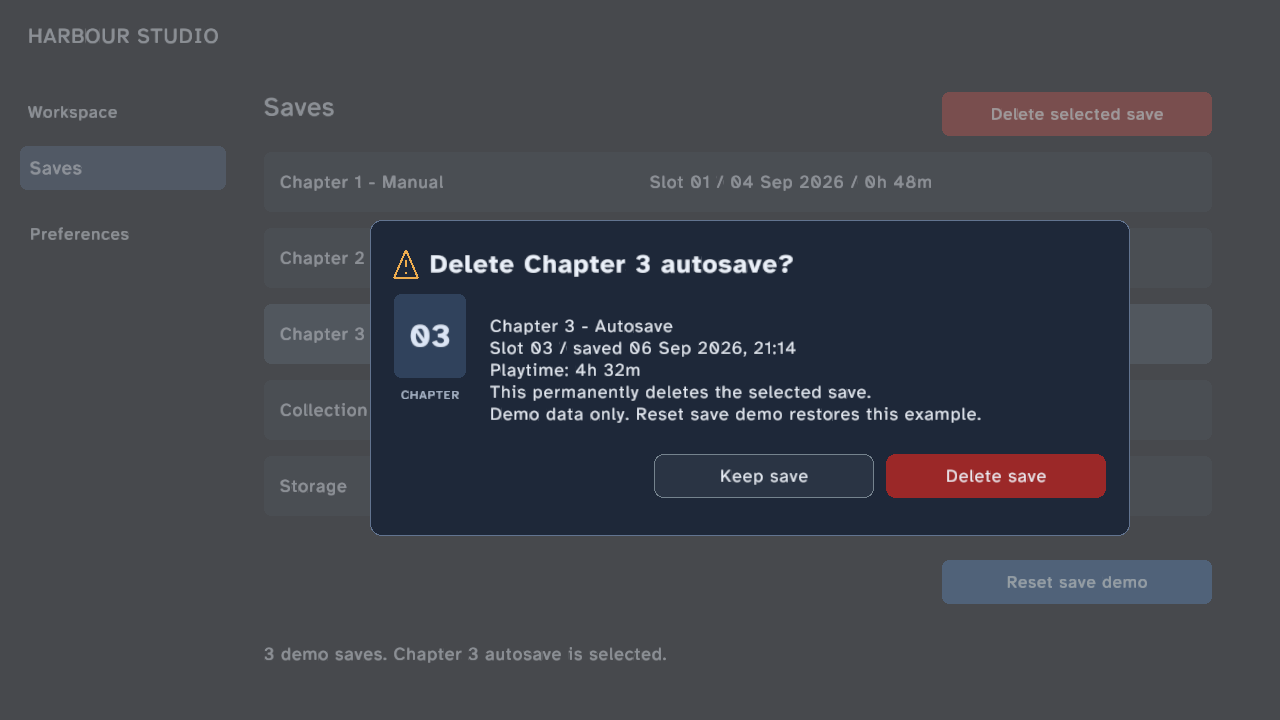 HARBOUR STUDIO
Workspace
Saves
Preferences
Saves
Delete selected save
Chapter 1 - Manual
Slot 01 / 04 Sep 2026 / 0h 48m
Chapter 2
Chapter 3
Collection
Storage
Delete Chapter 3 autosave?
03
CHAPTER
Chapter 3 - Autosave
Slot 03 / saved 06 Sep 2026, 21:14
Playtime: 4h 32m
This permanently deletes the selected save.
Demo data only. Reset save demo restores this example.
Keep save
Delete save
Reset save demo
3 demo saves. Chapter 3 autosave is selected.